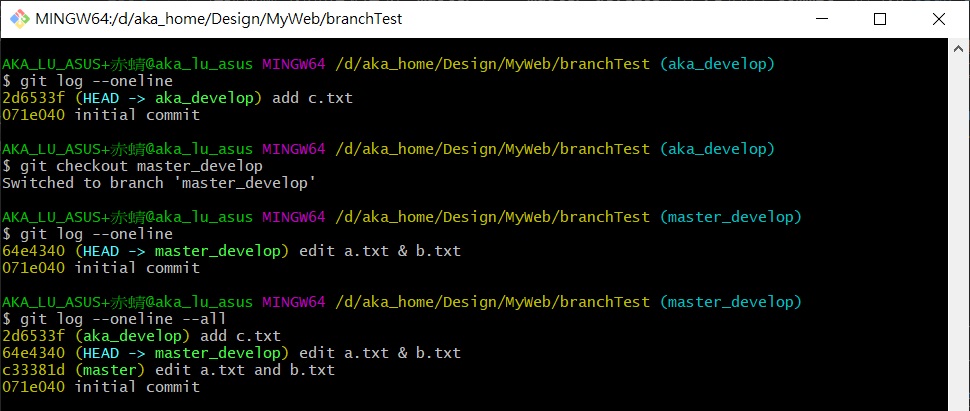 MINGW64:/d/aka_home/Design/MyWeb/branchTest
AKA_LU_ASUS+赤蜻@aka_lu_asus MINGW64 /d/aka_home/Design/MyWeb/branchTest (aka_develop)
$ git log --oneline
2d6533f (HEAD -> aka_develop) add c.txt
071e040 initial commit
AKA_LU_ASUS+赤蜻@aka_lu_asus MINGW64 /d/aka_home/Design/MyWeb/branchTest (aka_develop)
$ git checkout master_develop
Switched to branch 'master_develop'
AKA_LU_ASUS+赤蜻@aka_lu_asus MINGW64 /d/aka_home/Design/MyWeb/branchTest (master_develop)
$ git log --oneline
64e4340 (HEAD -> master_develop) edit a.txt & b.txt
071e040 initial commit
AKA_LU_ASUS+赤蜻@aka_lu_asus MINGW64 /d/aka_home/Design/MyWeb/branchTest (master_develop)
$ git log --oneline --all
2d6533f (aka_develop) add c.txt
64e4340 (HEAD -> master_develop) edit a.txt & b.txt
c33381d (master) edit a.txt and b.txt
071e040 initial commit